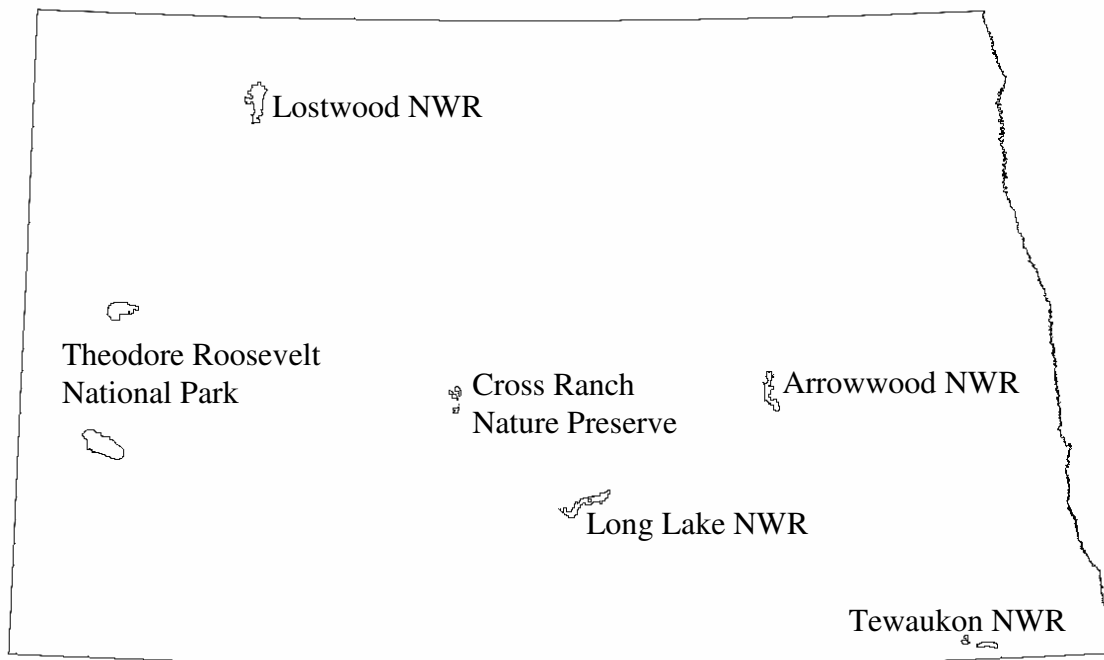 Lostwood NWR
Theodore Roosevelt
National Park
Cross Ranch
Nature Preserve
Arrowwood NWR
Long Lake NWR
Tewaukon NWR